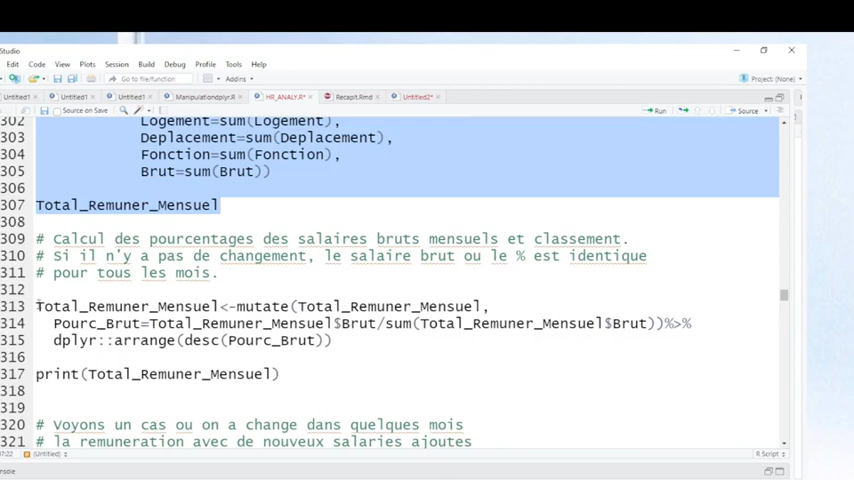 Studio
Edit Code View Plots Session Build Debug Profile Tools Help
Go to file/function Addins Project: (None)
Untitled1 Untitled1 Untitled1 Manipulationdplyr.R HR_ANALY.R* Recapit.Rmd Untitled2*
Source on Save Run Source
302 Logement=sum(Logement),
303 Deplacement=sum(Deplacement),
304 Fonction=sum(Fonction),
305 Brut=sum(Brut))
306
307 Total_Remuner_Mensuel
308
309 # Calcul des pourcentages des salaires bruts mensuels et classement.
310 # Si il n'y a pas de changement, le salaire brut ou le % est identique
311 # pour tous les mois.
312
313 Total_Remuner_Mensuel<-mutate(Total_Remuner_Mensuel,
314 Pourc_Brut=Total_Remuner_Mensuel$Brut/sum(Total_Remuner_Mensuel$Brut))%>%
315 dplyr::arrange(desc(Pourc_Brut))
316
317 print(Total_Remuner_Mensuel)
318
319
320 # Voyons un cas ou on a change dans quelques mois
321 # la remuneration avec de nouveux salaries ajoutes
07:22 (Untitled) R Script
nsole